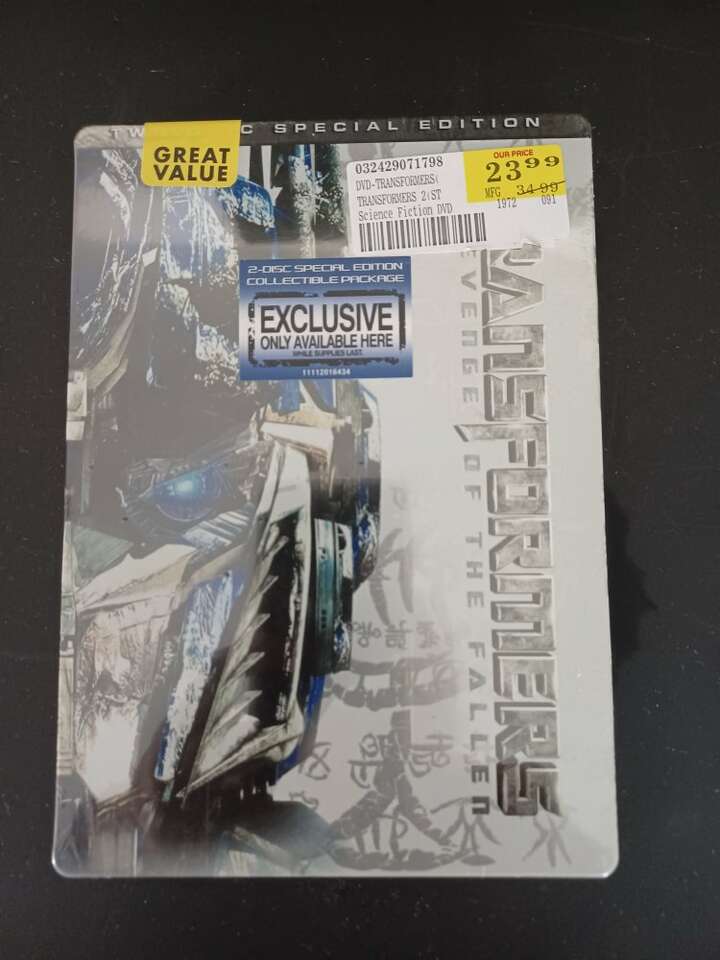 SPECIAL EDITION
GREAT
VALUE
032429071798
DVD-TRANSFORMERS(
TRANSFORMERS 2(ST
Science Fiction DVD
OUR PRICE
23.99
MFG 34.99
1972 091
2-DISC SPECIAL EDITION
COLLECTIBLE PACKAGE
EXCLUSIVE
ONLY AVAILABLE HERE
WHILE SUPPLIES LAST.
11112016434
TRANSFORMERS
REVENGE OF THE FALLEN